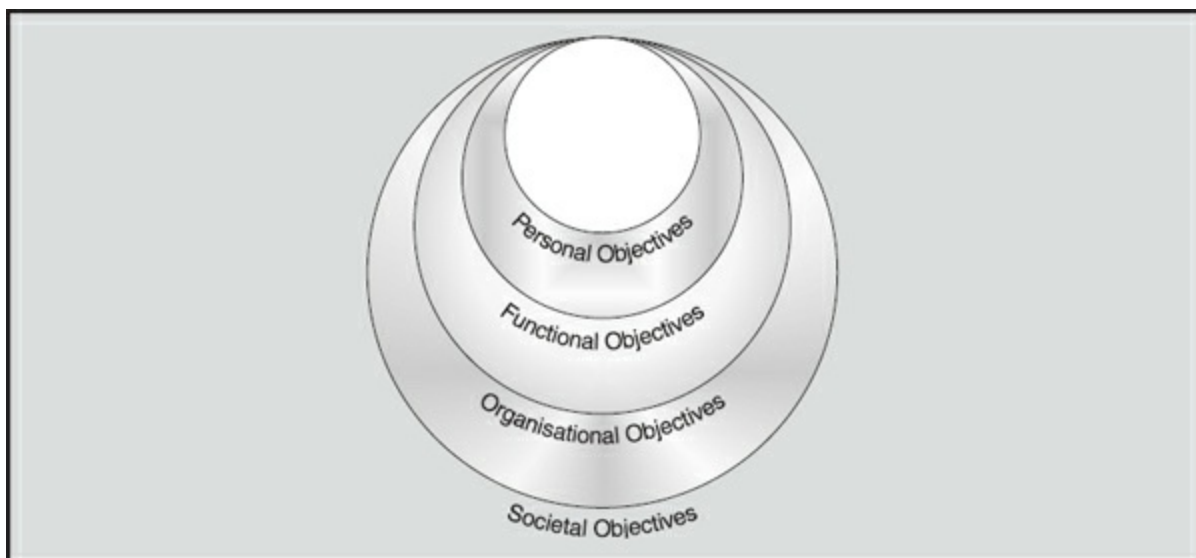 Personal Objectives
Functional Objectives
Organisational Objectives
Societal Objectives